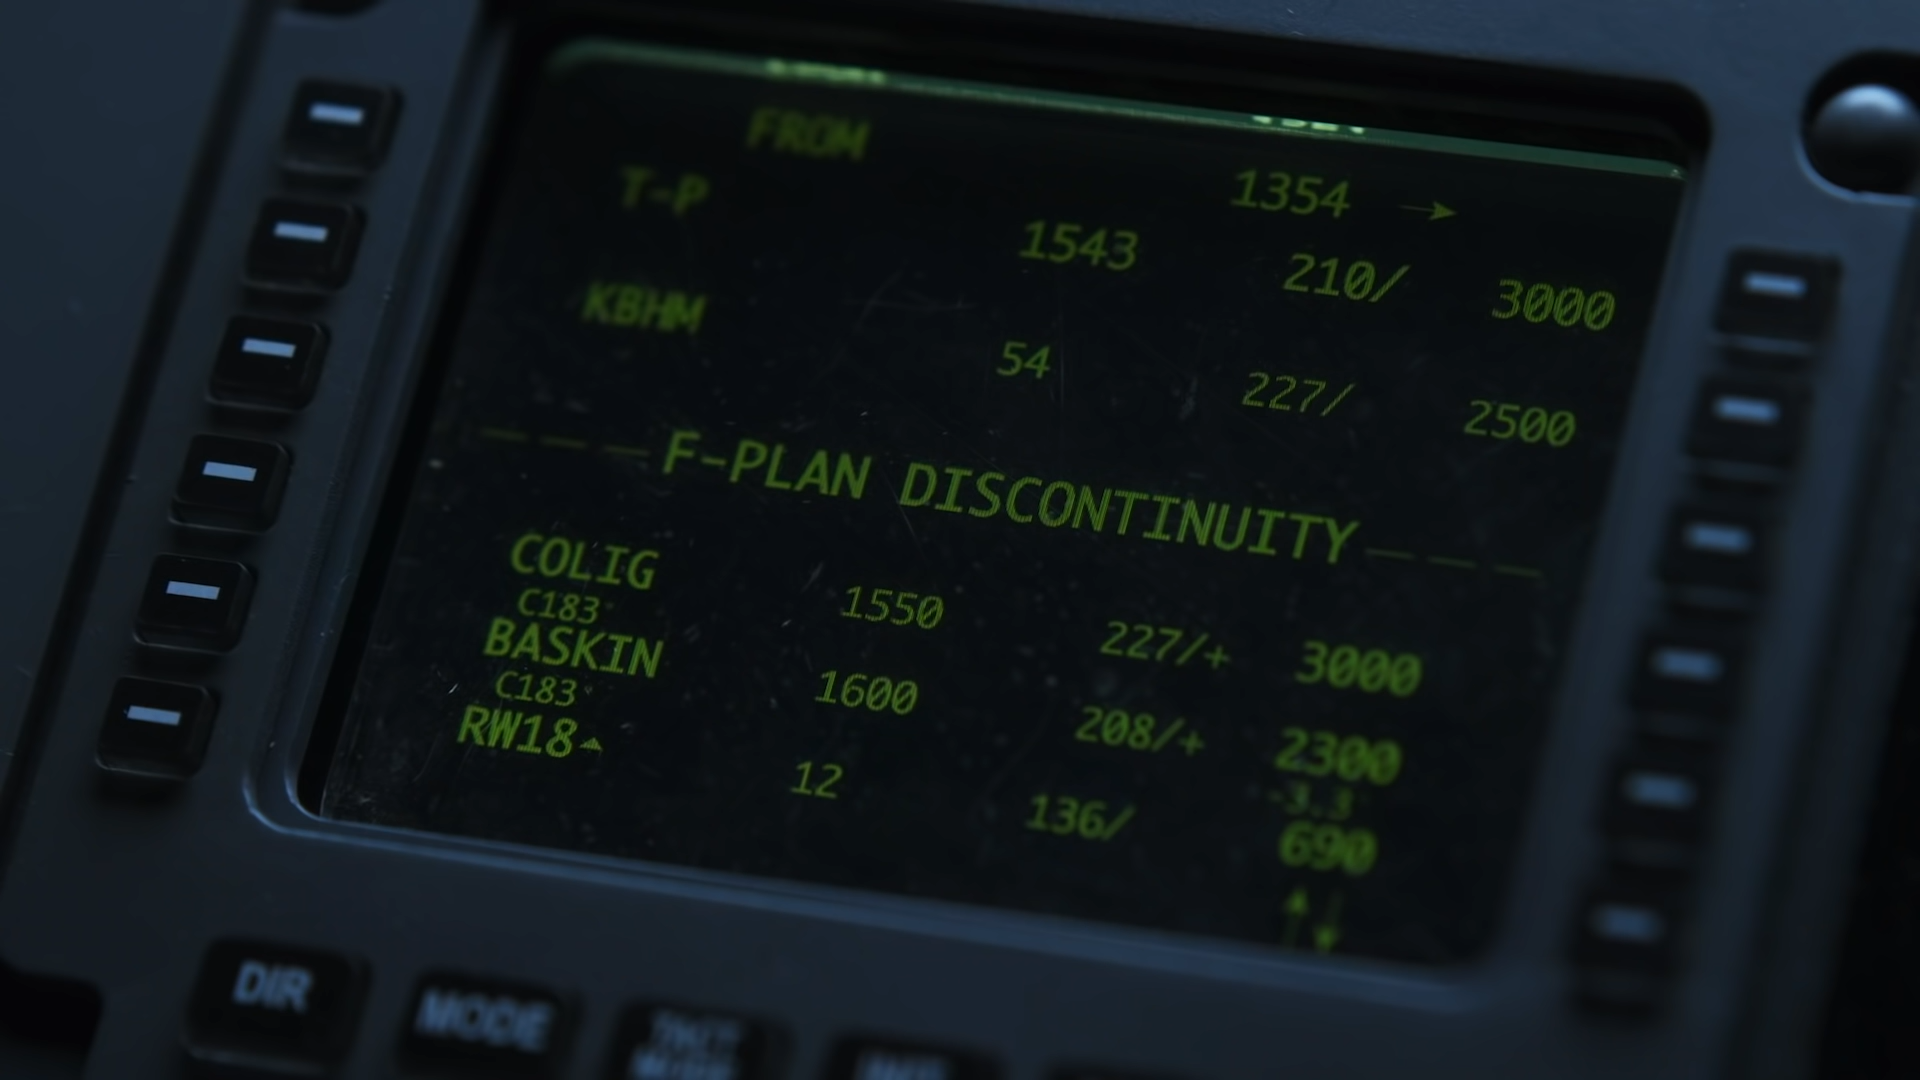 FROM
1354 →
T-P 1543 210/ 3000
KBHM 54 227/ 2500
---F-PLAN DISCONTINUITY---
COLIG 1550 227/+ 3000
C183°
BASKIN 1600 208/+ 2300
C183° -3.3
RW18 12 136/ 690
↑↓
DIR MODE